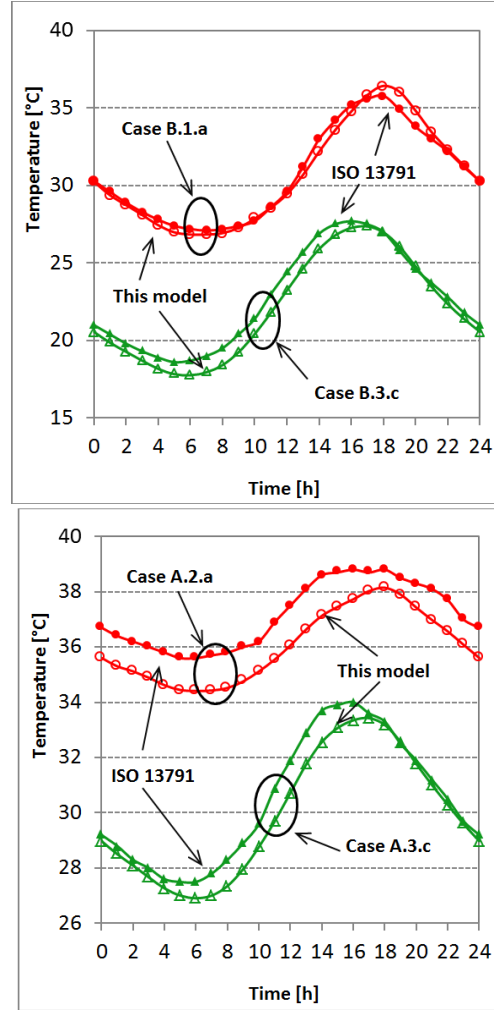 40
35
30
25
20
15
Temperature [°C]
Case B.1.a
ISO 13791
This model
Case B.3.c
0 2 4 6 8 10 12 14 16 18 20 22 24
Time [h]
40
38
36
34
32
30
28
26
Temperature [°C]
Case A.2.a
This model
ISO 13791
Case A.3.c
0 2 4 6 8 10 12 14 16 18 20 22 24
Time [h]